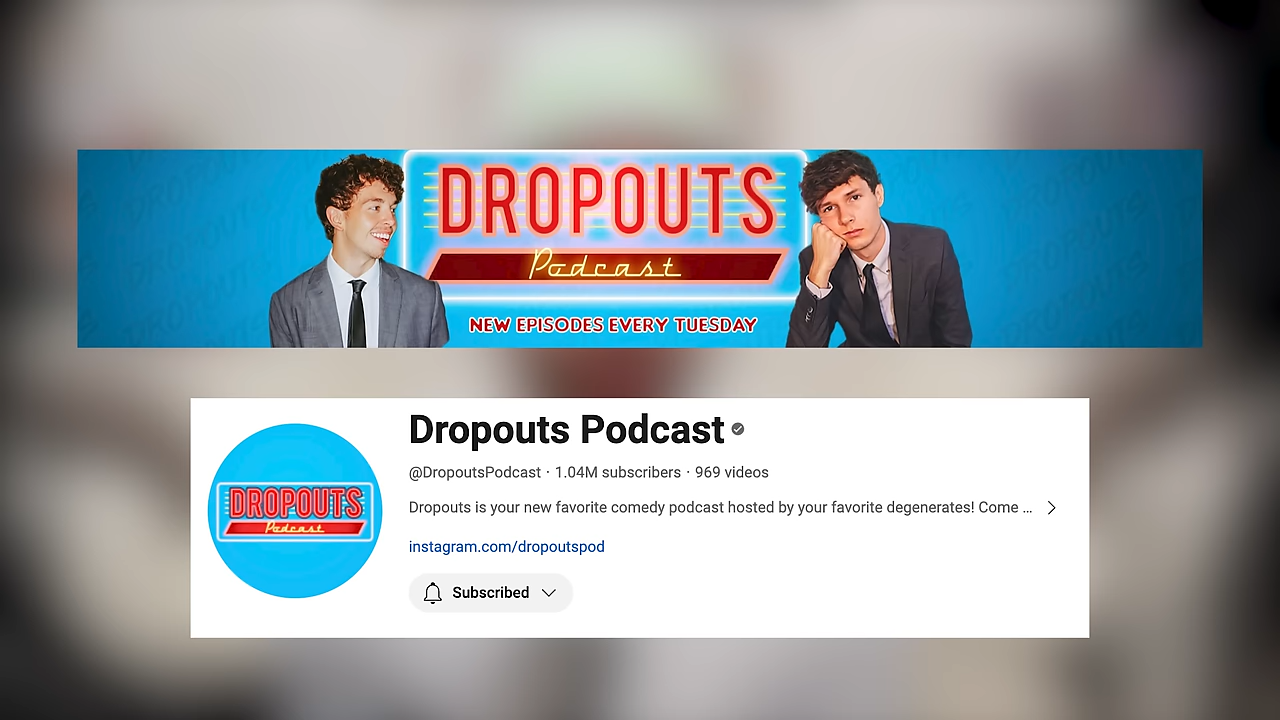 DROPOUTS
Podcast
NEW EPISODES EVERY TUESDAY
Dropouts Podcast
@DropoutsPodcast · 1.04M subscribers · 969 videos
Dropouts is your new favorite comedy podcast hosted by your favorite degenerates! Come ...
instagram.com/dropoutspod
Subscribed
DROPOUTS
Podcast